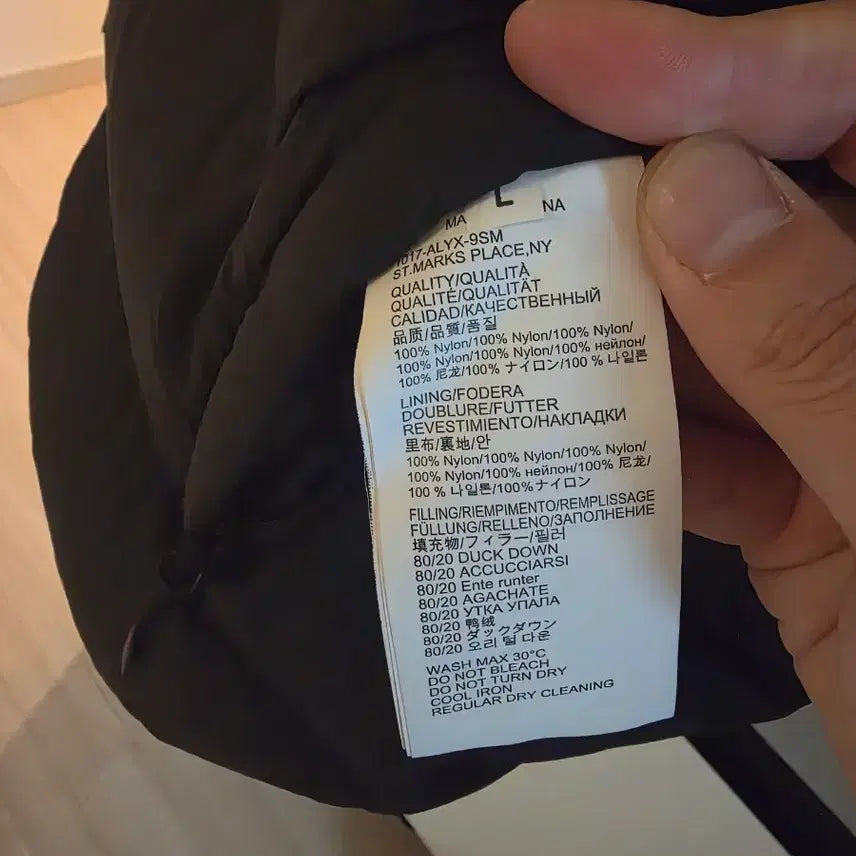 L
MA NA
1017-ALYX-9SM
ST.MARKS PLACE,NY
QUALITY/QUALITÀ
QUALITÉ/QUALITÄT
CALIDAD/КАЧЕСТВЕННЫЙ
品质/品質/품질
100% Nylon/100% Nylon/100% Nylon/
100% Nylon/100% Nylon/100% нейлон/
100% 尼龙/100% ナイロン/100 % 나일론
LINING/FODERA
DOUBLURE/FUTTER
REVESTIMIENTO/НАКЛАДКИ
里布/裏地/안
100% Nylon/100% Nylon/100% Nylon/
100% Nylon/100% нейлон/100% 尼龙/
100 % 나일론/100%ナイロン
FILLING/RIEMPIMENTO/REMPLISSAGE
FÜLLUNG/RELLENO/ЗАПОЛНЕНИЕ
填充物/フィラー/필러
80/20 DUCK DOWN
80/20 ACCUCCIARSI
80/20 Ente runter
80/20 AGACHATE
80/20 УТКА УПАЛА
80/20 鸭绒
80/20 ダックダウン
80/20 오리 털 다운
WASH MAX 30°C
DO NOT BLEACH
DO NOT TURN DRY
COOL IRON
REGULAR DRY CLEANING